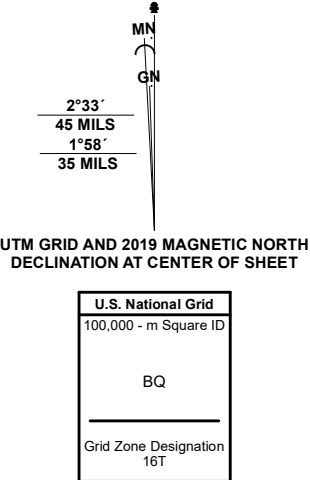 MN
GN
2°33´
45 MILS
1°58´
35 MILS
UTM GRID AND 2019 MAGNETIC NORTH
DECLINATION AT CENTER OF SHEET
U.S. National Grid
100,000 - m Square ID
BQ
Grid Zone Designation
16T